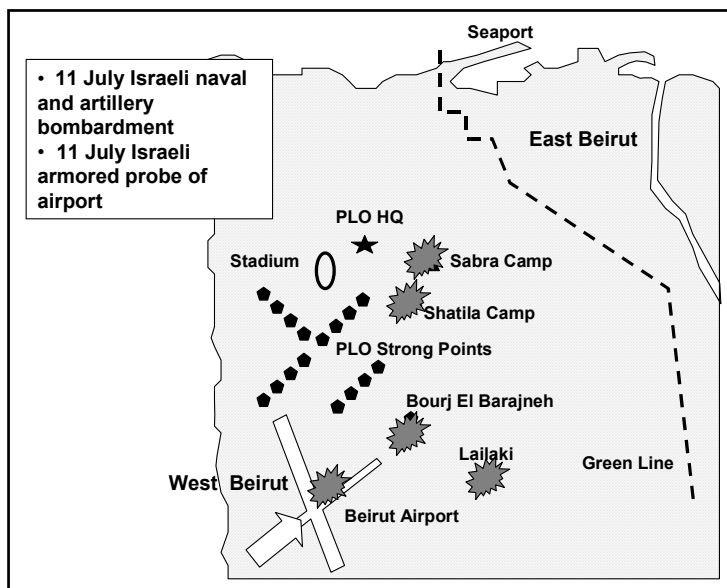 Seaport
• 11 July Israeli naval
and artillery
bombardment
• 11 July Israeli
armored probe of
airport
East Beirut
PLO HQ
Stadium
Sabra Camp
Shatila Camp
PLO Strong Points
Bourj El Barajneh
Lailaki
Green Line
West Beirut
Beirut Airport